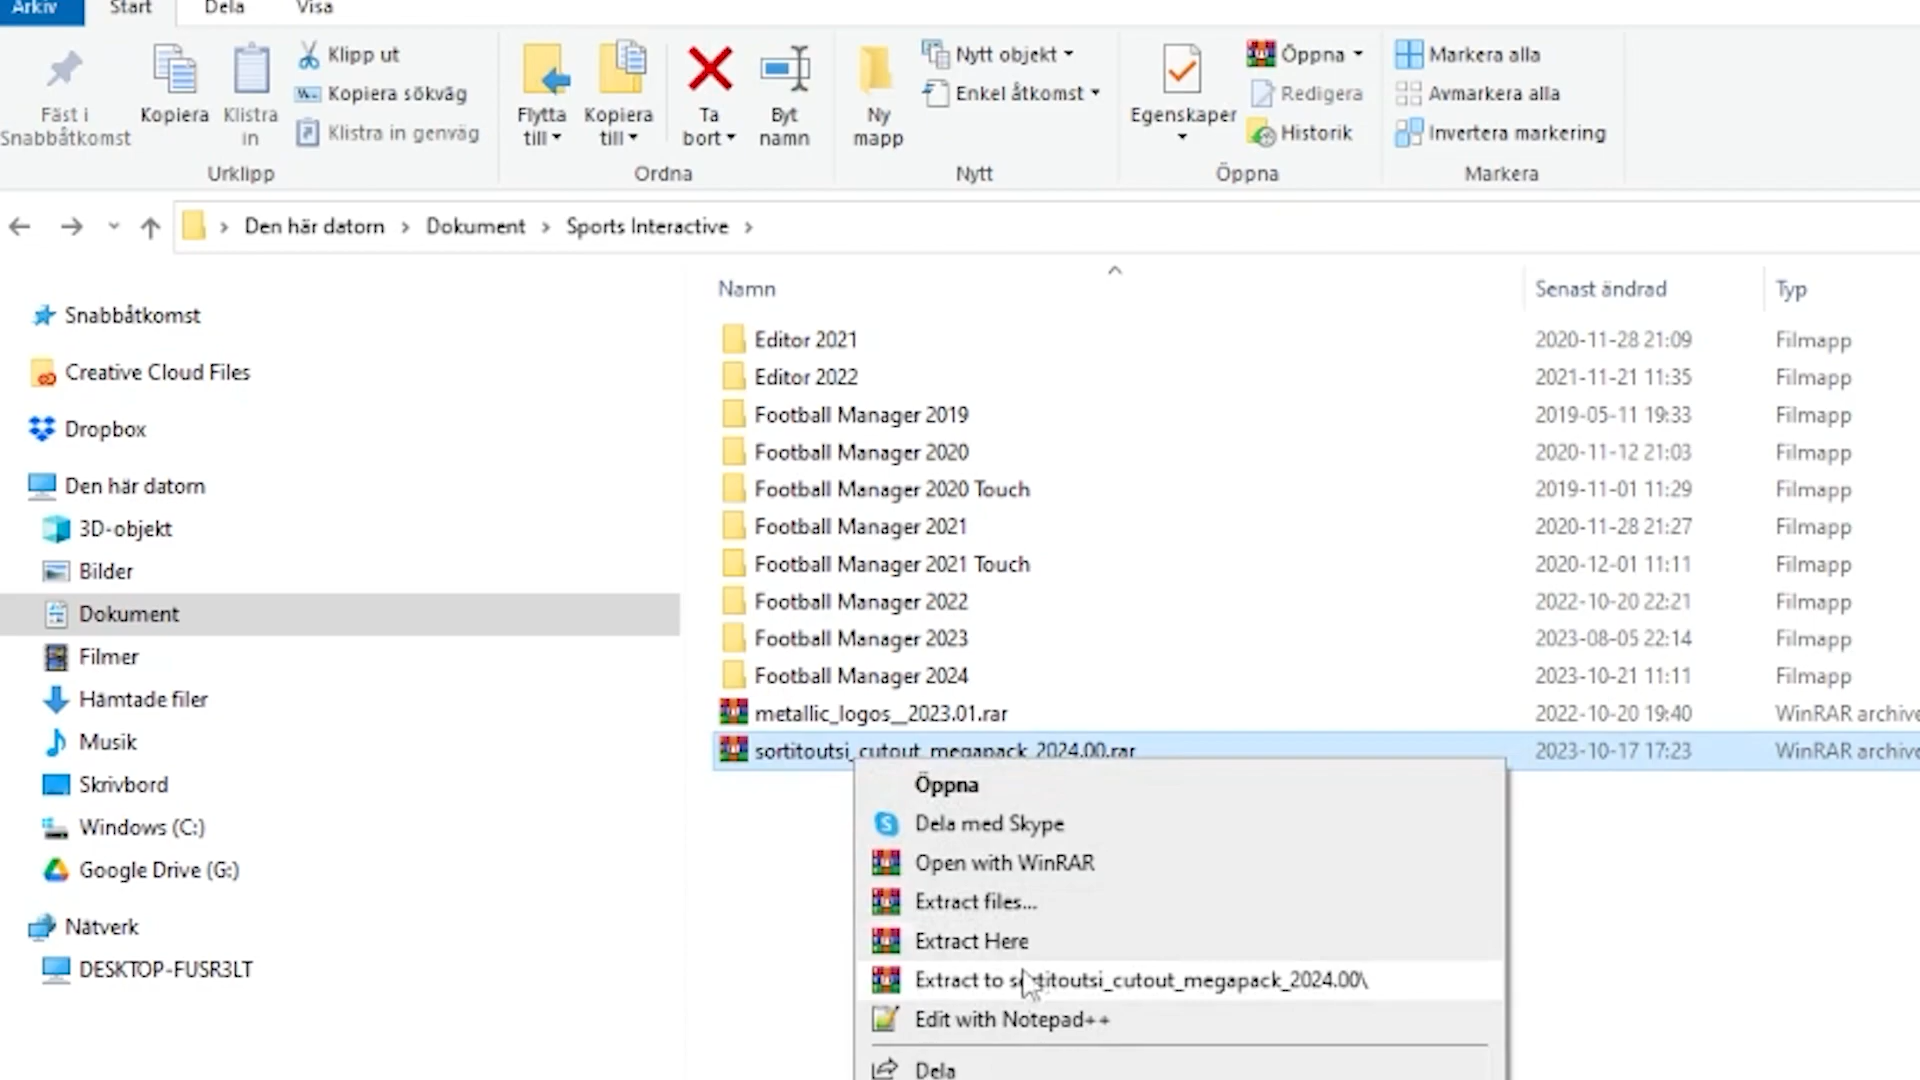 Arkiv Start Dela Visa
Fäst i Snabbåtkomst
Kopiera
Klistra in
Klipp ut
Kopiera sökväg
Klistra in genväg
Urklipp
Flytta till
Kopiera till
Ta bort
Byt namn
Ordna
Ny mapp
Nytt objekt
Enkel åtkomst
Nytt
Egenskaper
Öppna
Redigera
Historik
Öppna
Markera alla
Avmarkera alla
Invertera markering
Markera
Den här datorn > Dokument > Sports Interactive >
Snabbåtkomst
Creative Cloud Files
Dropbox
Den här datorn
3D-objekt
Bilder
Dokument
Filmer
Hämtade filer
Musik
Skrivbord
Windows (C:)
Google Drive (G:)
Nätverk
DESKTOP-FUSR3LT
Namn Senast ändrad Typ
Editor 2021 2020-11-28 21:09 Filmapp
Editor 2022 2021-11-21 11:35 Filmapp
Football Manager 2019 2019-05-11 19:33 Filmapp
Football Manager 2020 2020-11-12 21:03 Filmapp
Football Manager 2020 Touch 2019-11-01 11:29 Filmapp
Football Manager 2021 2020-11-28 21:27 Filmapp
Football Manager 2021 Touch 2020-12-01 11:11 Filmapp
Football Manager 2022 2022-10-20 22:21 Filmapp
Football Manager 2023 2023-08-05 22:14 Filmapp
Football Manager 2024 2023-10-21 11:11 Filmapp
metallic_logos__2023.01.rar 2022-10-20 19:40 WinRAR archive
sortitoutsi_cutout_megapack_2024.00.rar 2023-10-17 17:23 WinRAR archive
Öppna
Dela med Skype
Open with WinRAR
Extract files...
Extract Here
Extract to sortitoutsi_cutout_megapack_2024.00\
Edit with Notepad++
Dela